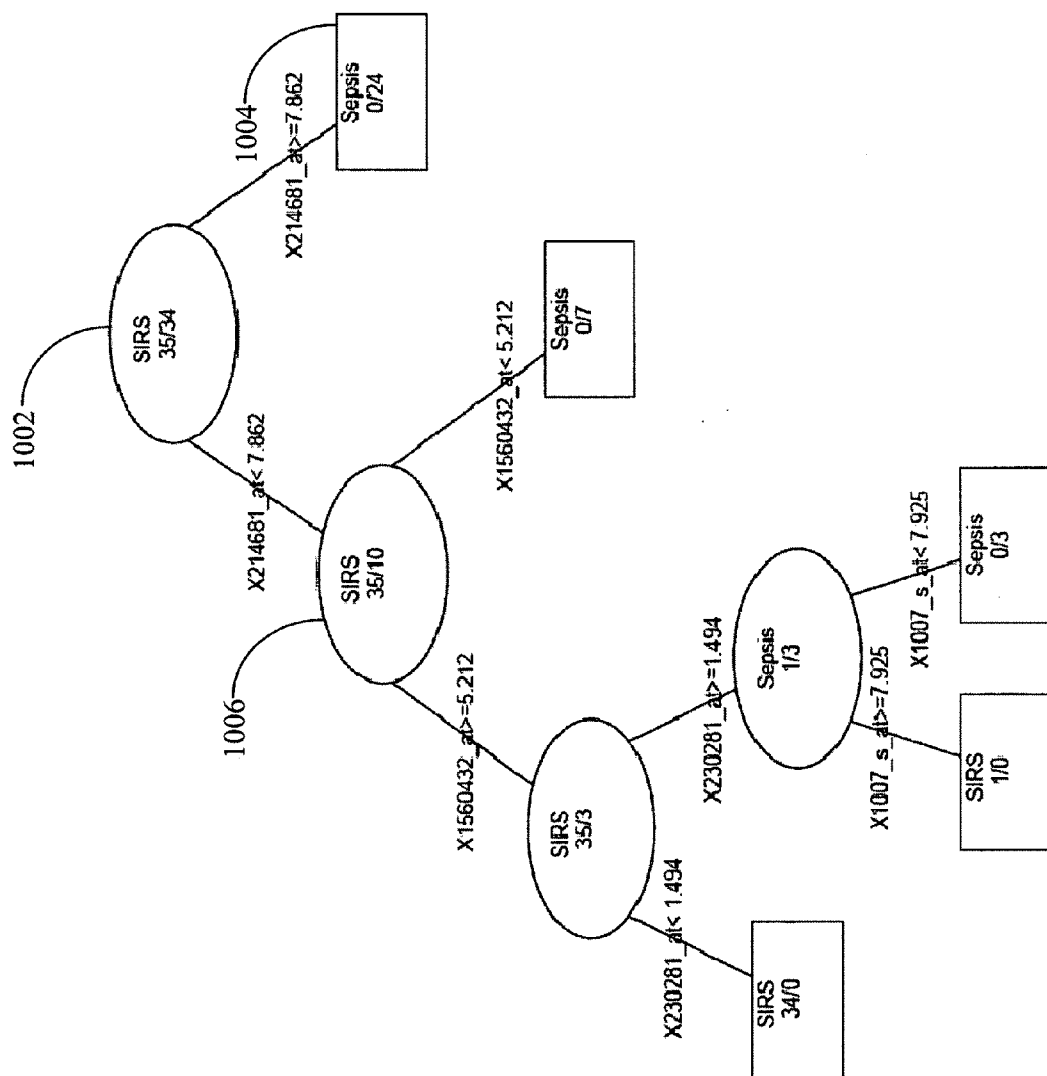 1002
SIRS
35/34
X214681_at< 7.862
X214681_at>=7.862
1004
Sepsis
0/24
1006
SIRS
35/10
X1560432_at>=5.212
X1560432_at< 5.212
Sepsis
0/7
SIRS
35/3
X230281_at< 1.494
X230281_at>=1.494
SIRS
34/0
Sepsis
1/3
X1007_s_at>=7.925
X1007_s_at< 7.925
SIRS
1/0
Sepsis
0/3